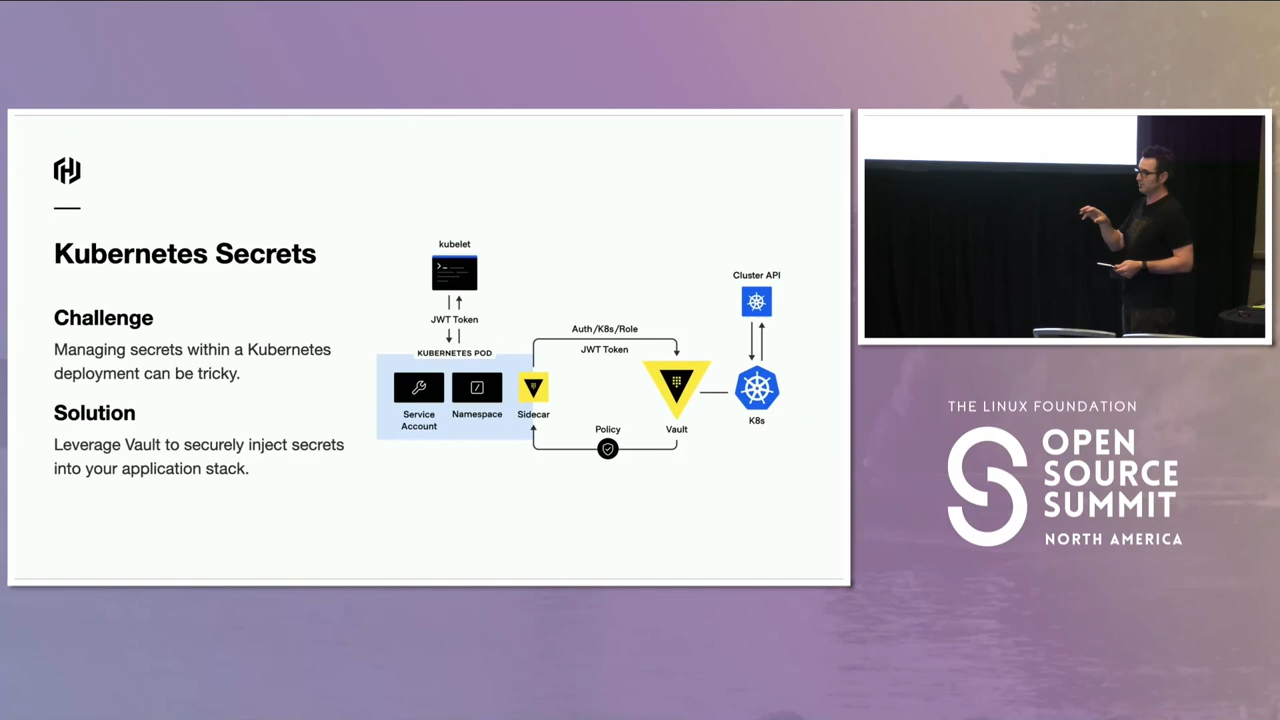 Kubernetes Secrets
Challenge
Managing secrets within a Kubernetes
deployment can be tricky.
Solution
Leverage Vault to securely inject secrets
into your application stack.
kubelet
JWT Token
KUBERNETES POD
Service
Account
Namespace
Sidecar
Auth/K8s/Role
JWT Token
Policy
Vault
Cluster API
K8s
THE LINUX FOUNDATION
OPEN
SOURCE
SUMMIT
NORTH AMERICA